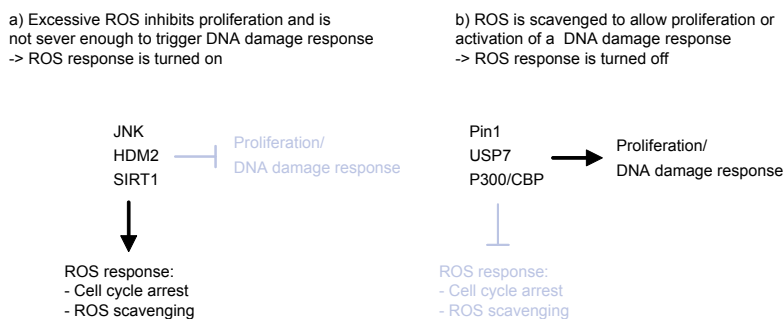 a) Excessive ROS inhibits proliferation and is
not sever enough to trigger DNA damage response
-> ROS response is turned on
JNK
HDM2
SIRT1
Proliferation/
DNA damage response
ROS response:
- Cell cycle arrest
- ROS scavenging
b) ROS is scavenged to allow proliferation or
activation of a DNA damage response
-> ROS response is turned off
Pin1
USP7
P300/CBP
Proliferation/
DNA damage response
ROS response:
- Cell cycle arrest
- ROS scavenging